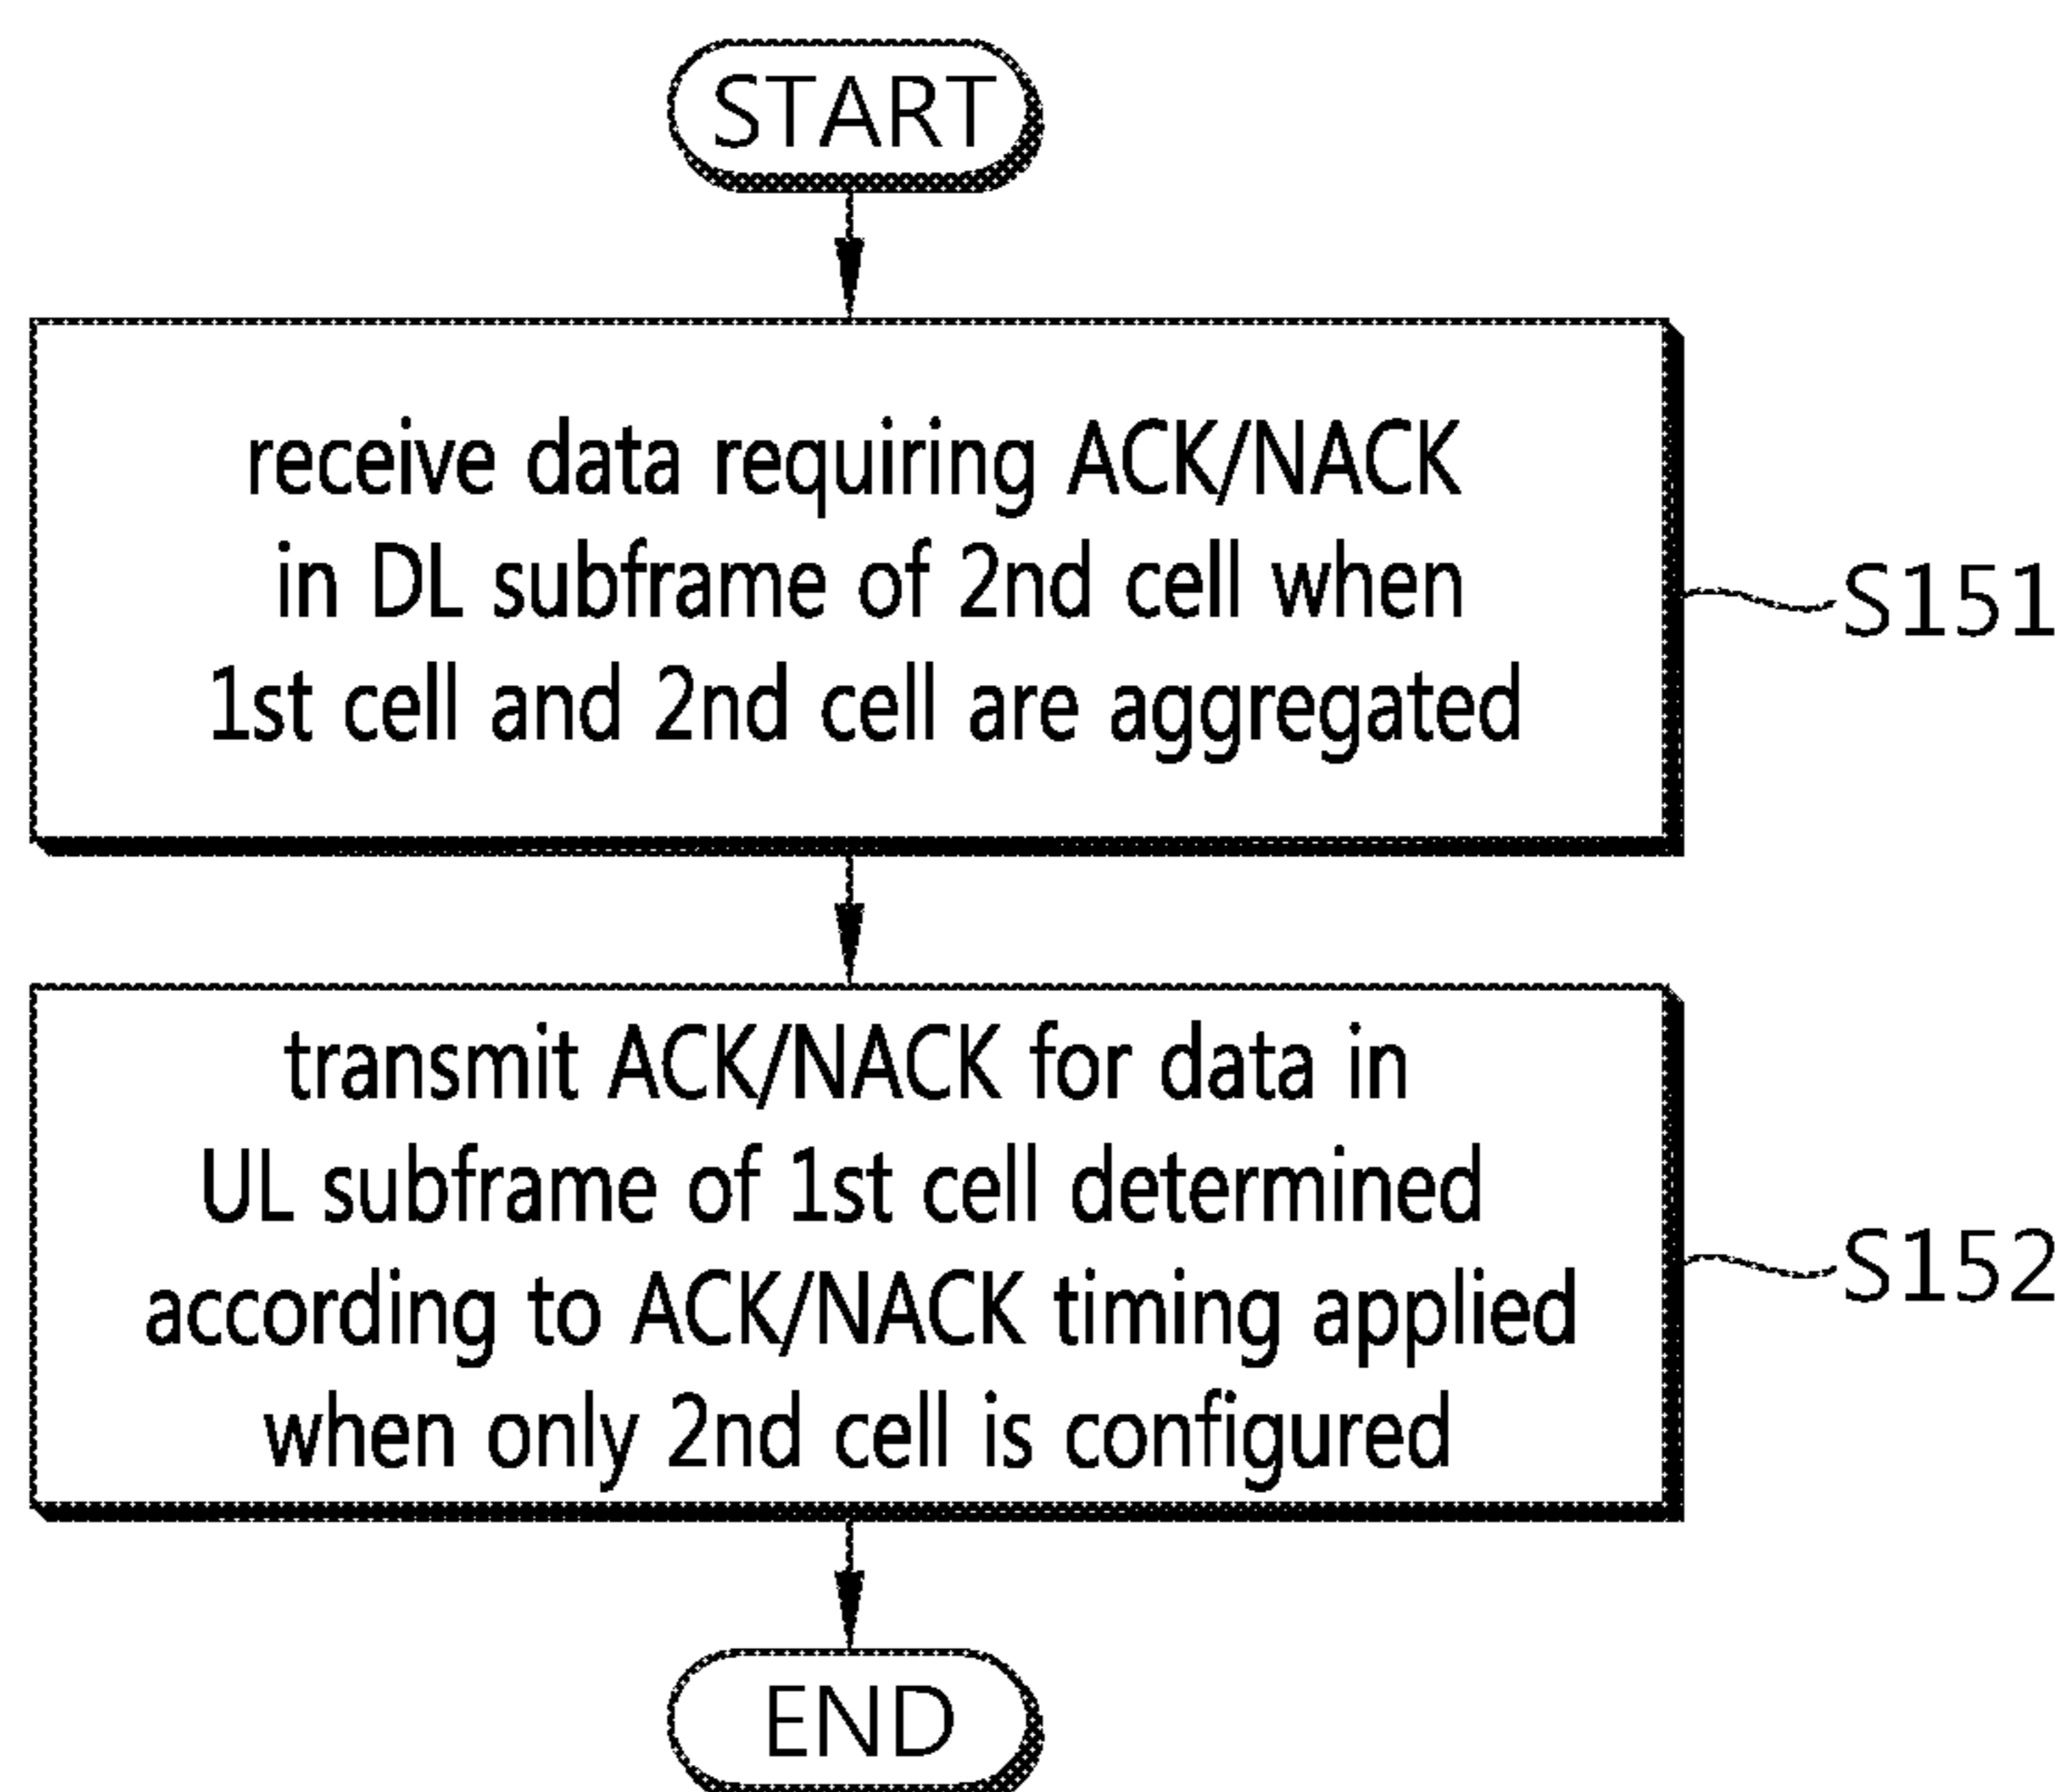 START
receive data requiring ACK/NACK
in DL subframe of 2nd cell when
1st cell and 2nd cell are aggregated
S151
transmit ACK/NACK for data in
UL subframe of 1st cell determined
according to ACK/NACK timing applied
when only 2nd cell is configured
S152
END